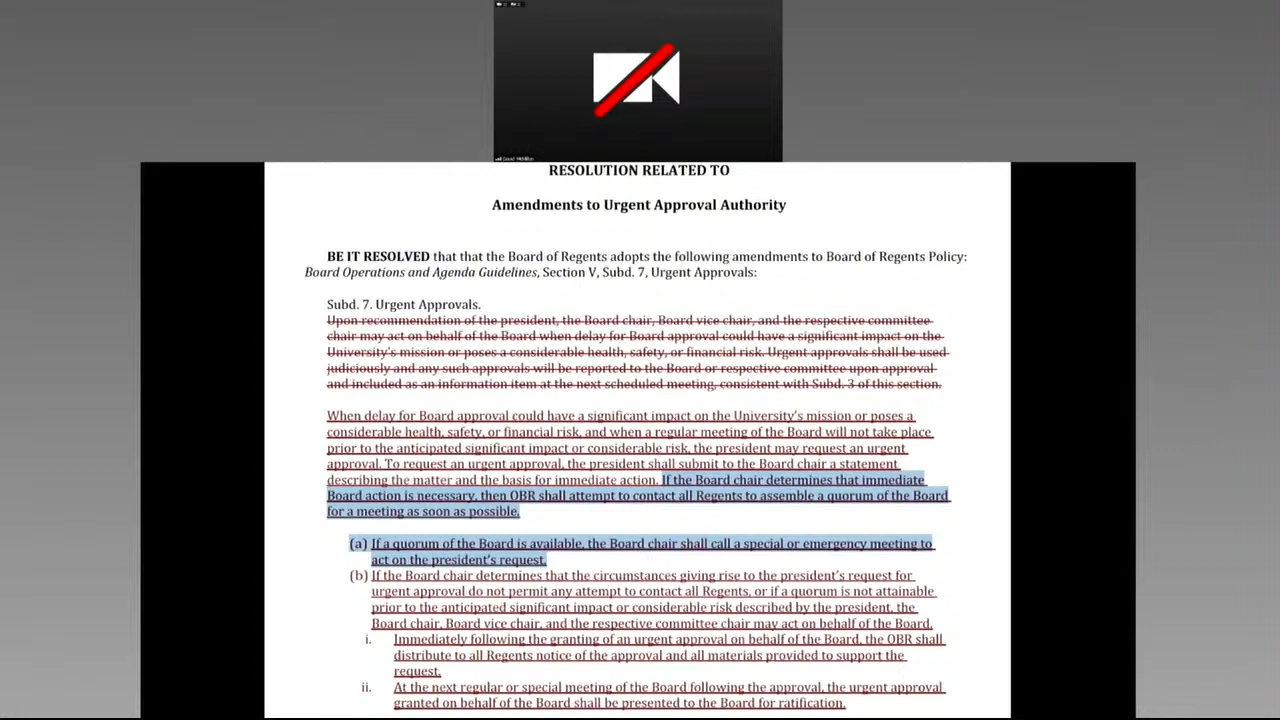 RESOLUTION RELATED TO
Amendments to Urgent Approval Authority
BE IT RESOLVED that that the Board of Regents adopts the following amendments to Board of Regents Policy:
Board Operations and Agenda Guidelines, Section V, Subd. 7, Urgent Approvals:
Subd. 7. Urgent Approvals.
Upon recommendation of the president, the Board chair, Board vice chair, and the respective committee
chair may act on behalf of the Board when delay for Board approval could have a significant impact on the
University's mission or poses a considerable health, safety, or financial risk. Urgent approvals shall be used
judiciously and any such approvals will be reported to the Board or respective committee upon approval
and included as an information item at the next scheduled meeting, consistent with Subd. 3 of this section.
When delay for Board approval could have a significant impact on the University's mission or poses a
considerable health, safety, or financial risk, and when a regular meeting of the Board will not take place
prior to the anticipated significant impact or considerable risk, the president may request an urgent
approval. To request an urgent approval, the president shall submit to the Board chair a statement
describing the matter and the basis for immediate action. If the Board chair determines that immediate
Board action is necessary, then OBR shall attempt to contact all Regents to assemble a quorum of the Board
for a meeting as soon as possible.
(a) If a quorum of the Board is available, the Board chair shall call a special or emergency meeting to
act on the president's request.
(b) If the Board chair determines that the circumstances giving rise to the president's request for
urgent approval do not permit any attempt to contact all Regents, or if a quorum is not attainable
prior to the anticipated significant impact or considerable risk described by the president, the
Board chair, Board vice chair, and the respective committee chair may act on behalf of the Board.
i. Immediately following the granting of an urgent approval on behalf of the Board, the OBR shall
distribute to all Regents notice of the approval and all materials provided to support the
request.
ii. At the next regular or special meeting of the Board following the approval, the urgent approval
granted on behalf of the Board shall be presented to the Board for ratification.